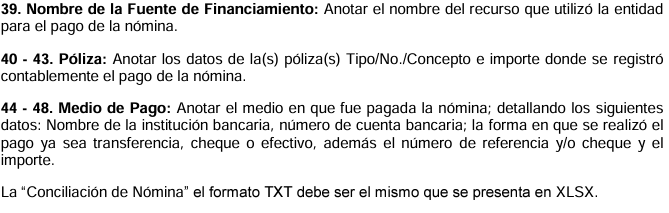 39. Nombre de la Fuente de Financiamiento: Anotar el nombre del recurso que utilizó la entidad
para el pago de la nómina.
40 - 43. Póliza: Anotar los datos de la(s) póliza(s) Tipo/No./Concepto e importe donde se registró
contablemente el pago de la nómina.
44 - 48. Medio de Pago: Anotar el medio en que fue pagada la nómina; detallando los siguientes
datos: Nombre de la institución bancaria, número de cuenta bancaria; la forma en que se realizó el
pago ya sea transferencia, cheque o efectivo, además el número de referencia y/o cheque y el
importe.
La “Conciliación de Nómina” el formato TXT debe ser el mismo que se presenta en XLSX.